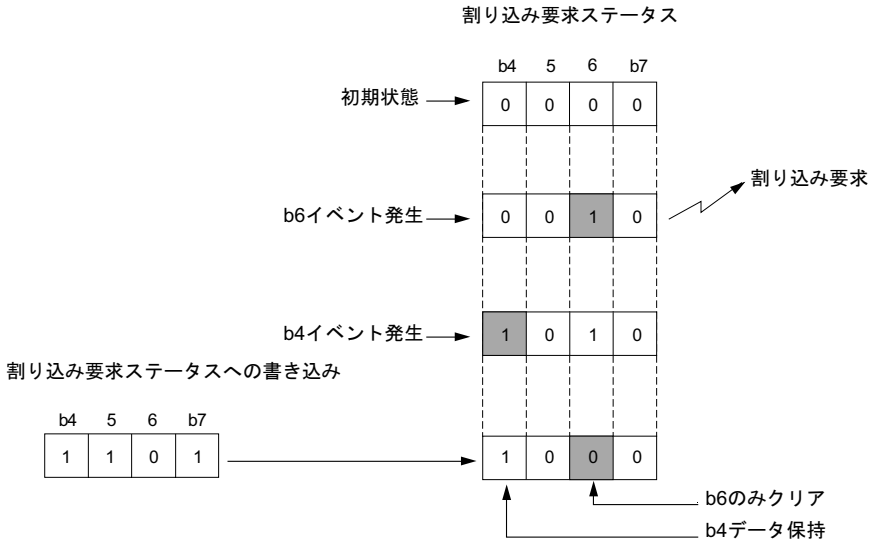 割り込み要求ステータス
b4 5 6 b7
初期状態 0 0 0 0
割り込み要求
b6イベント発生 0 0 1 0
b4イベント発生 1 0 1 0
割り込み要求ステータスへの書き込み
b4 5 6 b7
1 1 0 1 1 0 0 0
b6のみクリア
b4データ保持